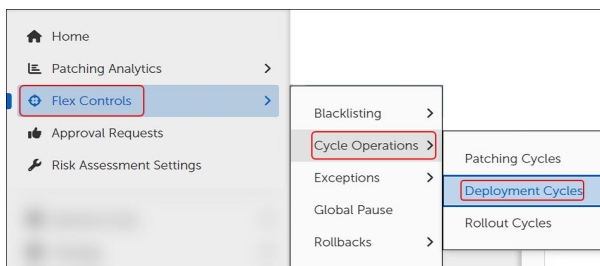 Home
Patching Analytics
Flex Controls
Approval Requests
Risk Assessment Settings
Blacklisting
Cycle Operations
Exceptions
Global Pause
Rollbacks
Patching Cycles
Deployment Cycles
Rollout Cycles